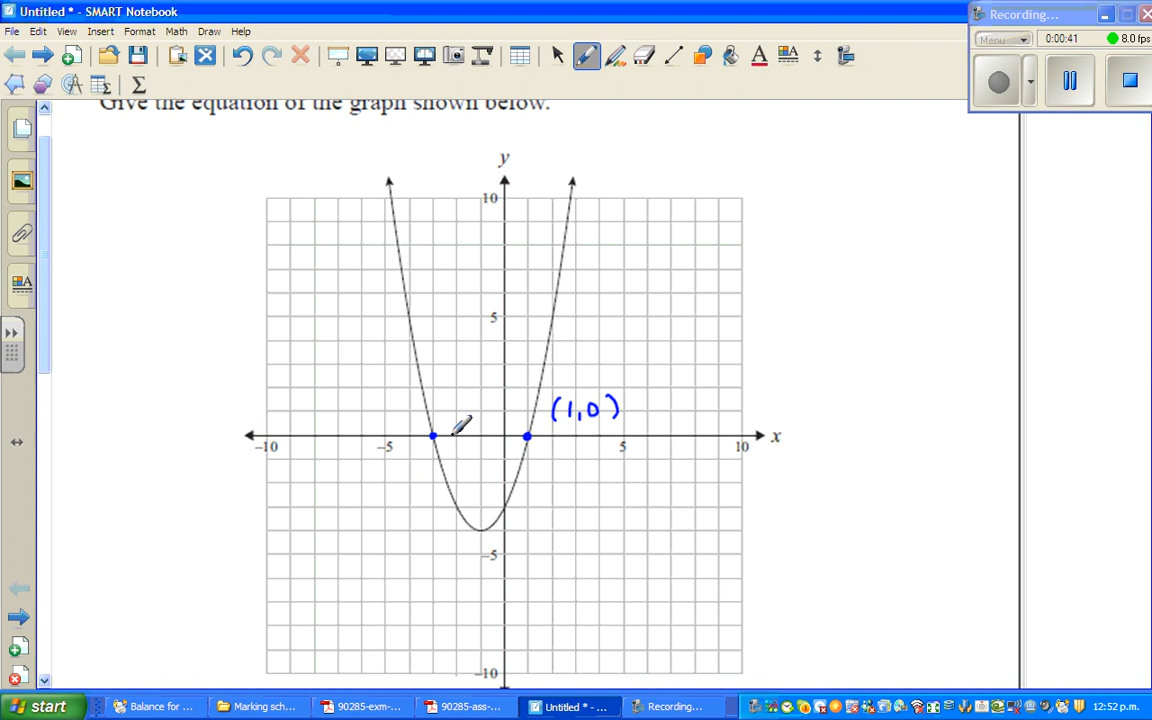 Untitled * - SMART Notebook
Recording...
File Edit View Insert Format Math Draw Help
Menu
0:00:41
8.0 fps
Give the equation of the graph shown below.
y
10
5
(1,0)
-10
-5
5
10
x
-5
-10
start
Balance for ...
Marking sch...
90285-exm-...
90285-ass-...
Untitled * - ...
Recording...
12:52 p.m.